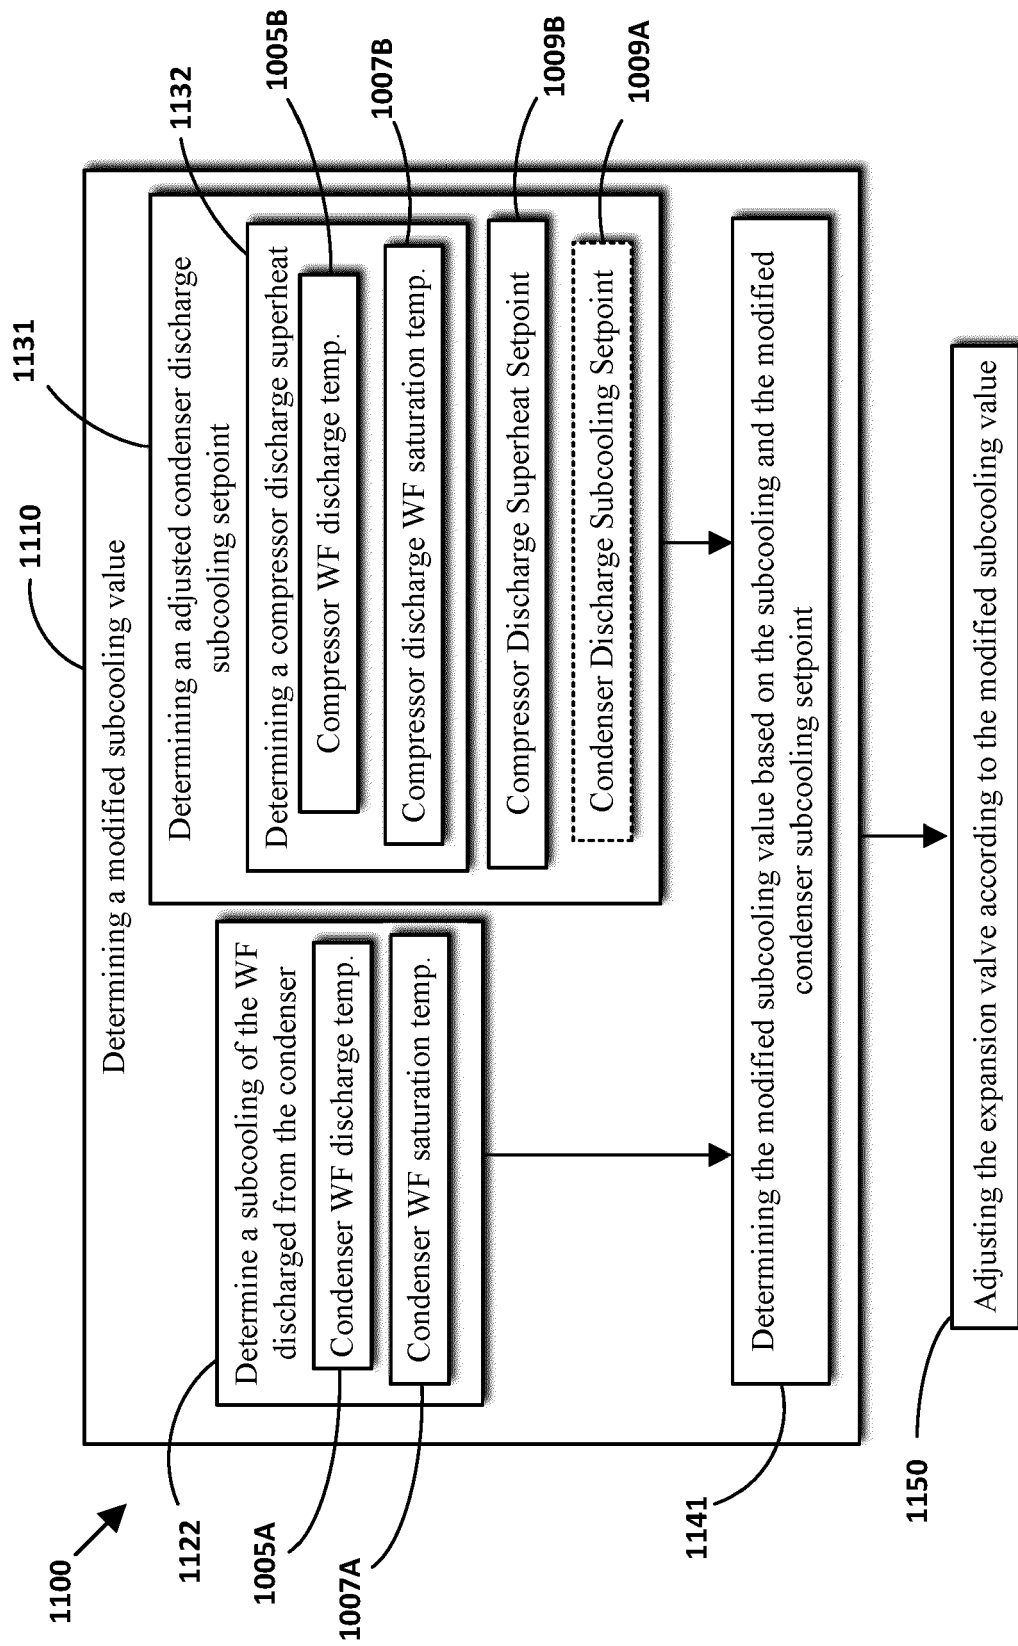 1100
1110
Determining a modified subcooling value
1122
Determine a subcooling of the WF
discharged from the condenser
1005A
Condenser WF discharge temp.
1007A
Condenser WF saturation temp.
1131
Determining an adjusted condenser discharge
subcooling setpoint
1132
Determining a compressor discharge superheat
1005B
Compressor WF discharge temp.
1007B
Compressor discharge WF saturation temp.
1009B
Compressor Discharge Superheat Setpoint
1009A
Condenser Discharge Subcooling Setpoint
1141
Determining the modified subcooling value based on the subcooling and the modified
condenser subcooling setpoint
1150
Adjusting the expansion valve according to the modified subcooling value